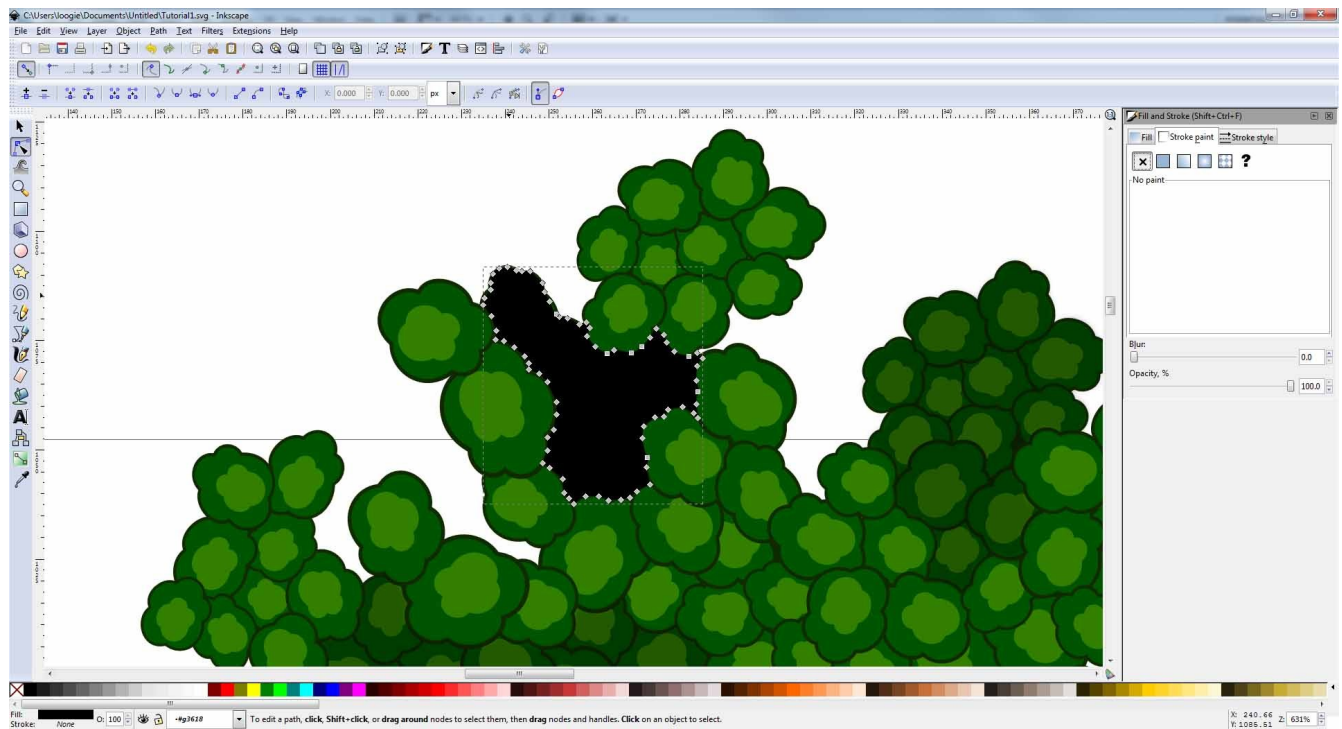 C:\Users\loogie\Documents\Untitled\Tutorial1.svg - Inkscape
File Edit View Layer Object Path Text Filters Extensions Help
X: 0.000 Y: 0.000 px
Fill and Stroke (Shift+Ctrl+F)
Fill Stroke paint Stroke style
?
No paint
Blur:
0.0
Opacity, %
100.0
Fill:
Stroke: None
O: 100
-#g3618
To edit a path, click, Shift+click, or drag around nodes to select them, then drag nodes and handles. Click on an object to select.
X: 240.66
Y: 1085.51
Z: 631%